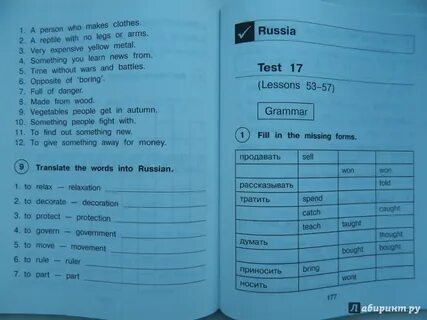 1. A person who makes clothes.
2. A reptile with no legs or arms.
3. Very expensive yellow metal.
4. Something you learn news from.
5. Time without wars and battles.
6. Opposite of 'boring'.
7. Full of danger.
8. Made from wood.
9. Vegetables people get in autumn.
10. Something people fight with.
11. To find out something new.
12. To give something away for money.
9 Translate the words into Russian.
1. to relax — relaxation
2. to decorate — decoration
3. to protect — protection
4. to govern — government
5. to move — movement
6. to rule — ruler
7. to part — part
Russia
Test 17
(Lessons 53–57)
Grammar
1 Fill in the missing forms.
продавать sell
won won
рассказывать told
тратить spend
catch caught
teach taught
думать thought
bought bought
приносить bring
носить wore
177
Лабиринт.ру